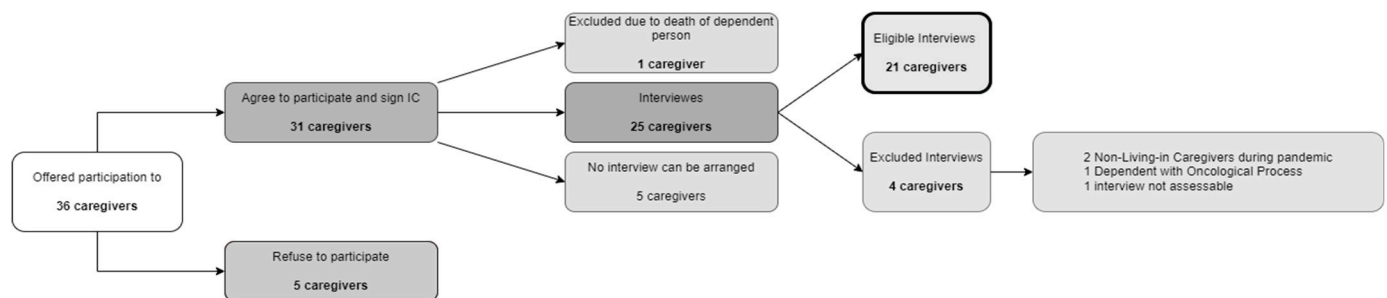 Offered participation to
36 caregivers
Agree to participate and sign IC
31 caregivers
Refuse to participate
5 caregivers
Excluded due to death of dependent
person
1 caregiver
Interviewes
25 caregivers
No interview can be arranged
5 caregivers
Eligible Interviews
21 caregivers
Excluded Interviews
4 caregivers
2 Non-Living-in Caregivers during pandemic
1 Dependent with Oncological Process
1 interview not assessable